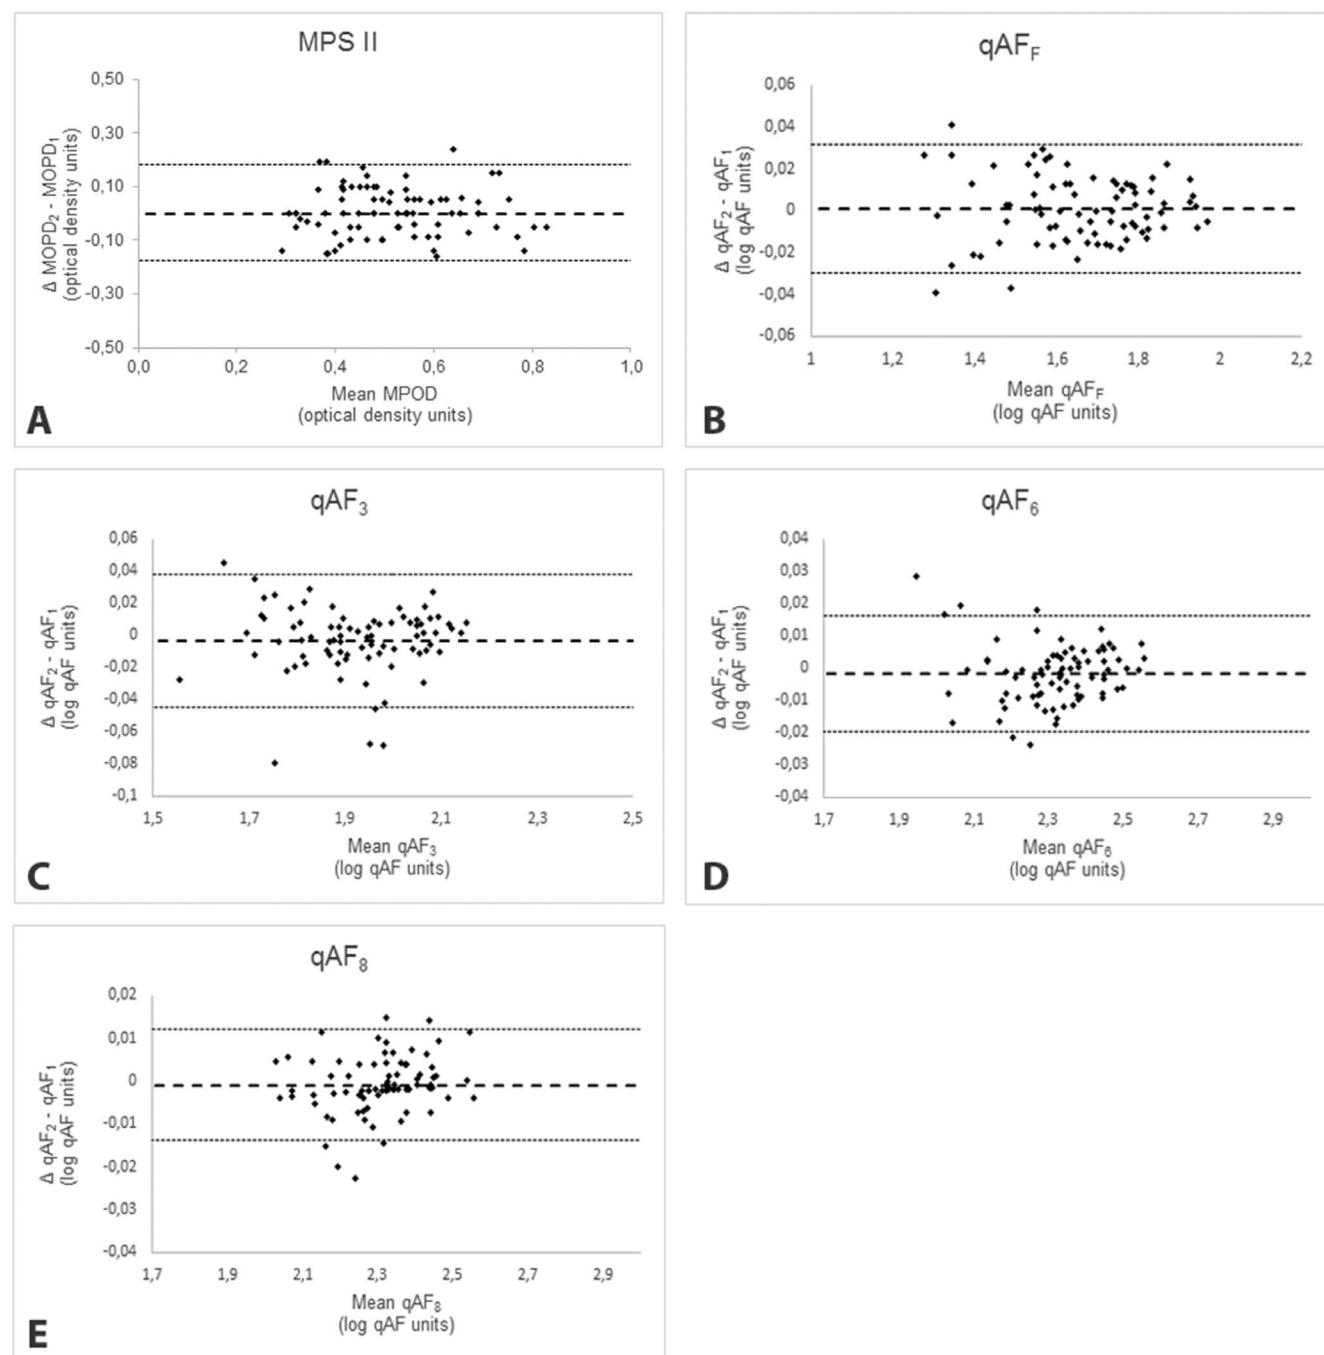 MPS II
Δ MOPD₂ - MOPD₁
(optical density units)
0,50
0,30
0,10
-0,10
-0,30
-0,50
0,0 0,2 0,4 0,6 0,8 1,0
Mean MPOD
(optical density units)
A
qAF_F
Δ qAF₂ - qAF₁
(log qAF units)
0,06
0,04
0,02
0
-0,02
-0,04
-0,06
1 1,2 1,4 1,6 1,8 2 2,2
Mean qAF_F
(log qAF units)
B
qAF₃
Δ qAF₂ - qAF₁
(log qAF units)
0,06
0,04
0,02
0
-0,02
-0,04
-0,06
-0,08
-0,1
1,5 1,7 1,9 2,1 2,3 2,5
Mean qAF₃
(log qAF units)
C
qAF₆
Δ qAF₂ - qAF₁
(log qAF units)
0,04
0,03
0,02
0,01
0
-0,01
-0,02
-0,03
-0,04
1,7 1,9 2,1 2,3 2,5 2,7 2,9
Mean qAF₆
(log qAF units)
D
qAF₈
Δ qAF₂ - qAF₁
(log qAF units)
0,02
0,01
0
-0,01
-0,02
-0,03
-0,04
1,7 1,9 2,1 2,3 2,5 2,7 2,9
Mean qAF₈
(log qAF units)
E